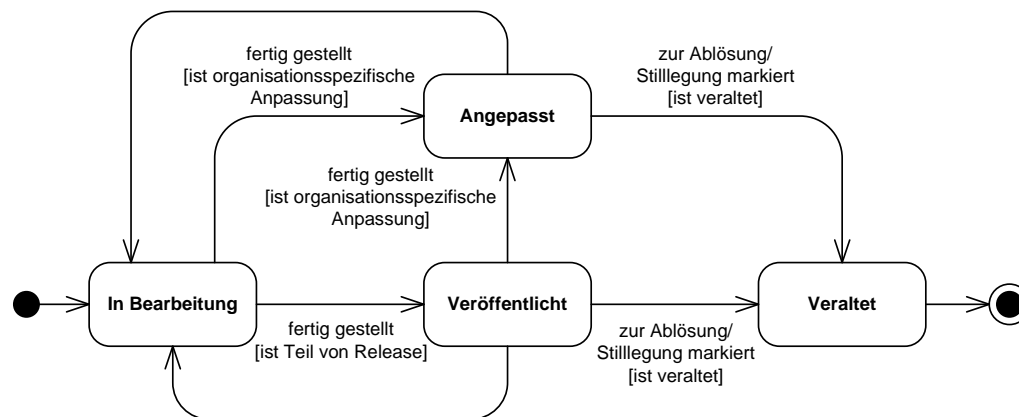 fertig gestellt
[ist organisationsspezifische
Anpassung]
zur Ablösung/
Stilllegung markiert
[ist veraltet]
Angepasst
fertig gestellt
[ist organisationsspezifische
Anpassung]
In Bearbeitung
Veröffentlicht
Veraltet
fertig gestellt
[ist Teil von Release]
zur Ablösung/
Stilllegung markiert
[ist veraltet]